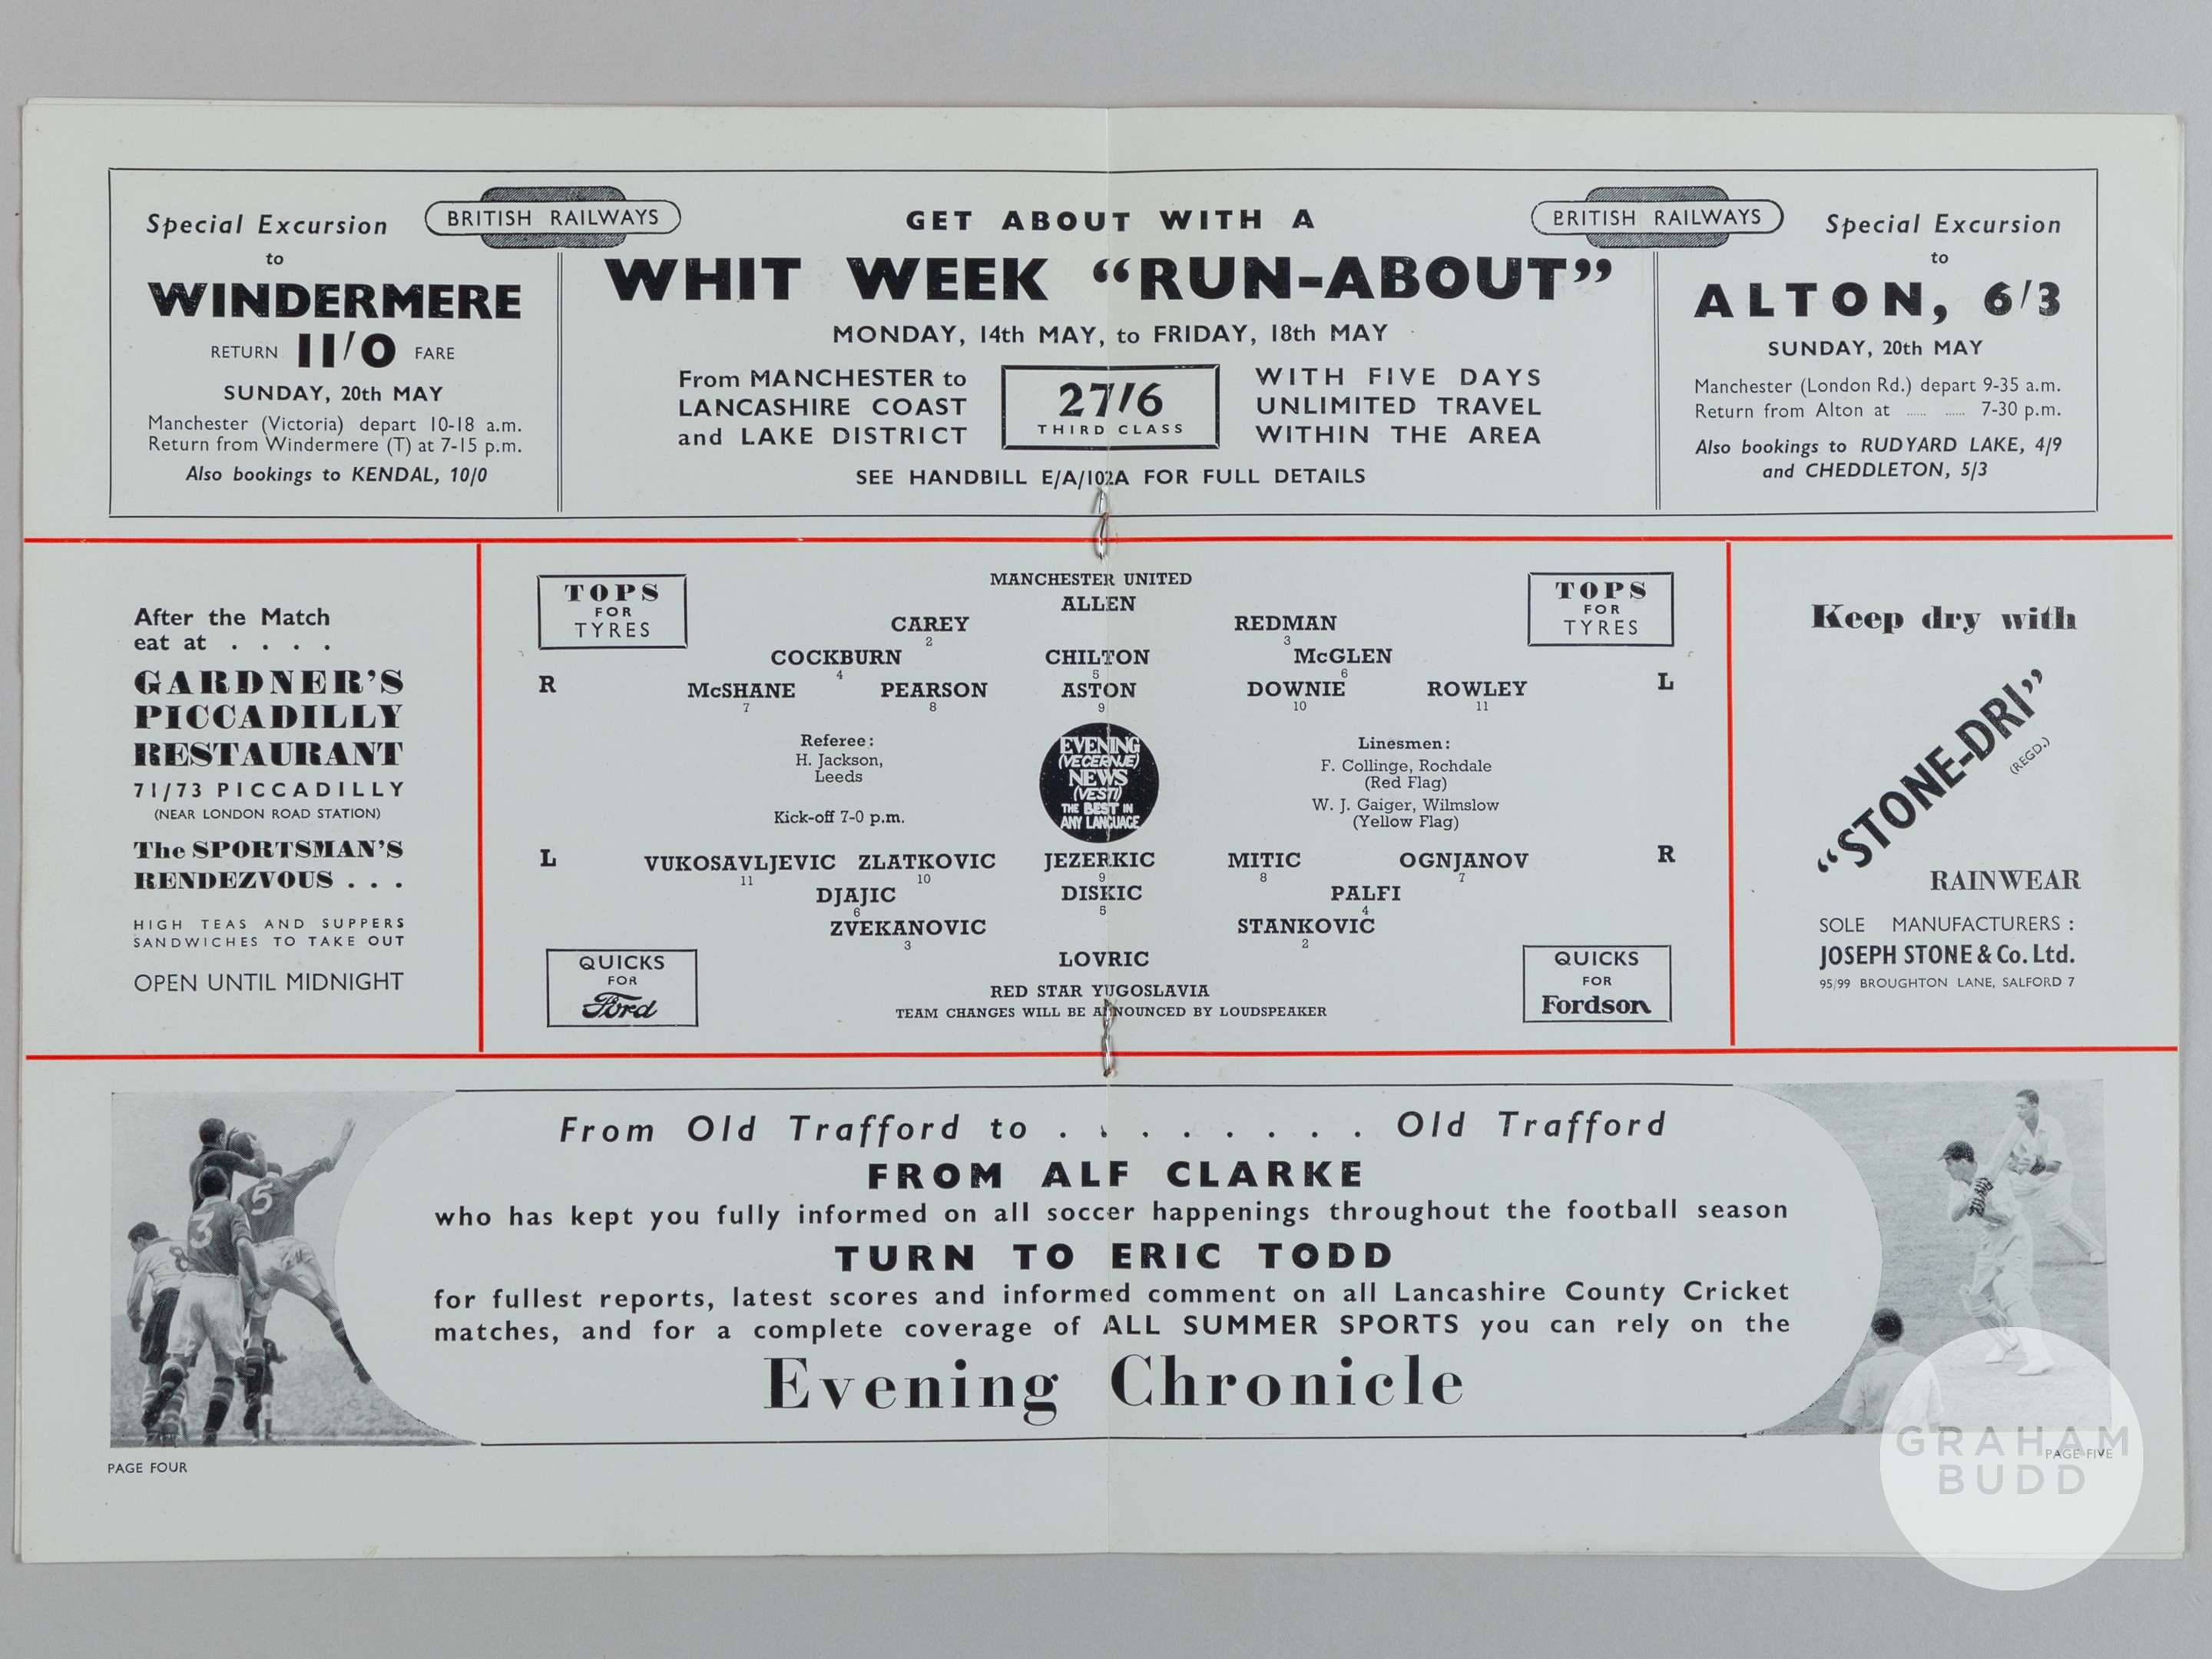 Special Excursion
to
WINDERMERE
RETURN 11/0 FARE
SUNDAY, 20th MAY
Manchester (Victoria) depart 10-18 a.m.
Return from Windermere (T) at 7-15 p.m.
Also bookings to KENDAL, 10/0
BRITISH RAILWAYS
GET ABOUT WITH A
WHIT WEEK “RUN-ABOUT”
MONDAY, 14th MAY, to FRIDAY, 18th MAY
From MANCHESTER to
LANCASHIRE COAST
and LAKE DISTRICT
27/6
THIRD CLASS
WITH FIVE DAYS
UNLIMITED TRAVEL
WITHIN THE AREA
SEE HANDBILL E/A/102A FOR FULL DETAILS
BRITISH RAILWAYS
Special Excursion
to
ALTON, 6/3
SUNDAY, 20th MAY
Manchester (London Rd.) depart 9-35 a.m.
Return from Alton at ...... ...... 7-30 p.m.
Also bookings to RUDYARD LAKE, 4/9
and CHEDDLETON, 5/3
After the Match
eat at . . . .
GARDNER'S
PICCADILLY
RESTAURANT
71/73 PICCADILLY
(NEAR LONDON ROAD STATION)
The SPORTSMAN'S
RENDEZVOUS . . .
HIGH TEAS AND SUPPERS
SANDWICHES TO TAKE OUT
OPEN UNTIL MIDNIGHT
TOPS
FOR
TYRES
MANCHESTER UNITED
ALLEN
TOPS
FOR
TYRES
CAREY REDMAN
2 3
COCKBURN CHILTON McGLEN
4 5 6
R McSHANE PEARSON ASTON DOWNIE ROWLEY L
7 8 9 10 11
Referee:
H. Jackson,
Leeds
Kick-off 7-0 p.m.
EVENING
(VECERNJE)
NEWS
(VESTI)
THE BEST IN
ANY LANGUAGE
Linesmen:
F. Collinge, Rochdale
(Red Flag)
W. J. Gaiger, Wilmslow
(Yellow Flag)
L VUKOSAVLJEVIC ZLATKOVIC JEZERKIC MITIC OGNJANOV R
11 10 9 8 7
DJAJIC DISKIC PALFI
6 5 4
ZVEKANOVIC STANKOVIC
3 2
LOVRIC
RED STAR YUGOSLAVIA
TEAM CHANGES WILL BE ANNOUNCED BY LOUDSPEAKER
QUICKS
FOR
Ford
QUICKS
FOR
Fordson
Keep dry with
“STONE-DRI”
(REGD.)
RAINWEAR
SOLE MANUFACTURERS :
JOSEPH STONE & Co. Ltd.
95/99 BROUGHTON LANE, SALFORD 7
From Old Trafford to . . . . . . . . Old Trafford
FROM ALF CLARKE
who has kept you fully informed on all soccer happenings throughout the football season
TURN TO ERIC TODD
for fullest reports, latest scores and informed comment on all Lancashire County Cricket
matches, and for a complete coverage of ALL SUMMER SPORTS you can rely on the
Evening Chronicle
8 3 5
PAGE FOUR
PAGE FIVE
GRAHAM
BUDD